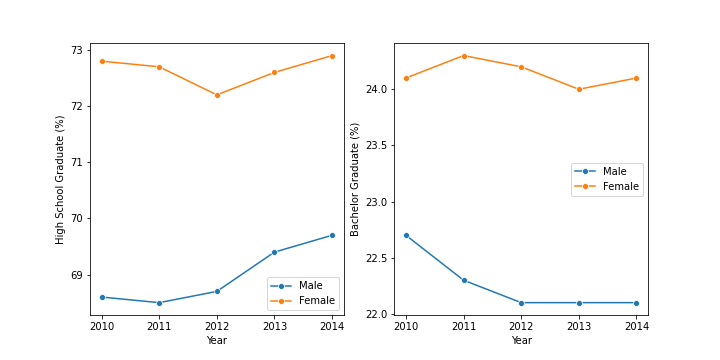 High School Graduate (%)
73
72
71
70
69
2010 2011 2012 2013 2014
Year
Male
Female
Bachelor Graduate (%)
24.0
23.5
23.0
22.5
22.0
2010 2011 2012 2013 2014
Year
Male
Female